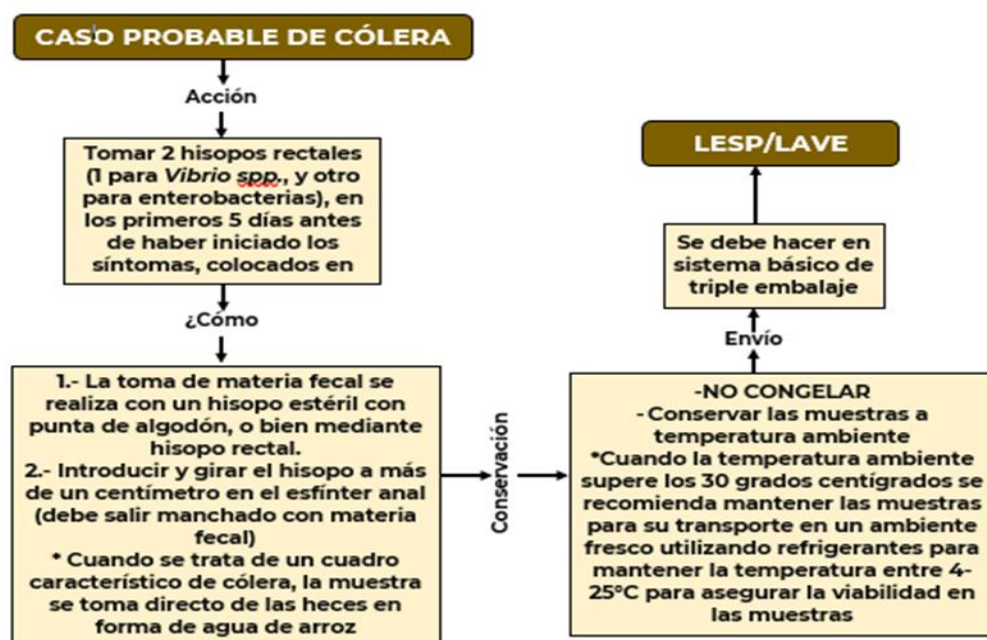 CASO PROBABLE DE CÓLERA
Acción
Tomar 2 hisopos rectales
(1 para Vibrio spp., y otro
para enterobacterias), en
los primeros 5 días antes
de haber iniciado los
síntomas, colocados en
¿Cómo
1.- La toma de materia fecal se
realiza con un hisopo estéril con
punta de algodón, o bien mediante
hisopo rectal.
2.- Introducir y girar el hisopo a más
de un centímetro en el esfínter anal
(debe salir manchado con materia
fecal)
* Cuando se trata de un cuadro
característico de cólera, la muestra
se toma directo de las heces en
forma de agua de arroz
Conservación
-NO CONGELAR
-Conservar las muestras a
temperatura ambiente
*Cuando la temperatura ambiente
supere los 30 grados centígrados se
recomienda mantener las muestras
para su transporte en un ambiente
fresco utilizando refrigerantes para
mantener la temperatura entre 4-
25°C para asegurar la viabilidad en
las muestras
Envío
Se debe hacer en
sistema básico de
triple embalaje
LESP/LAVE